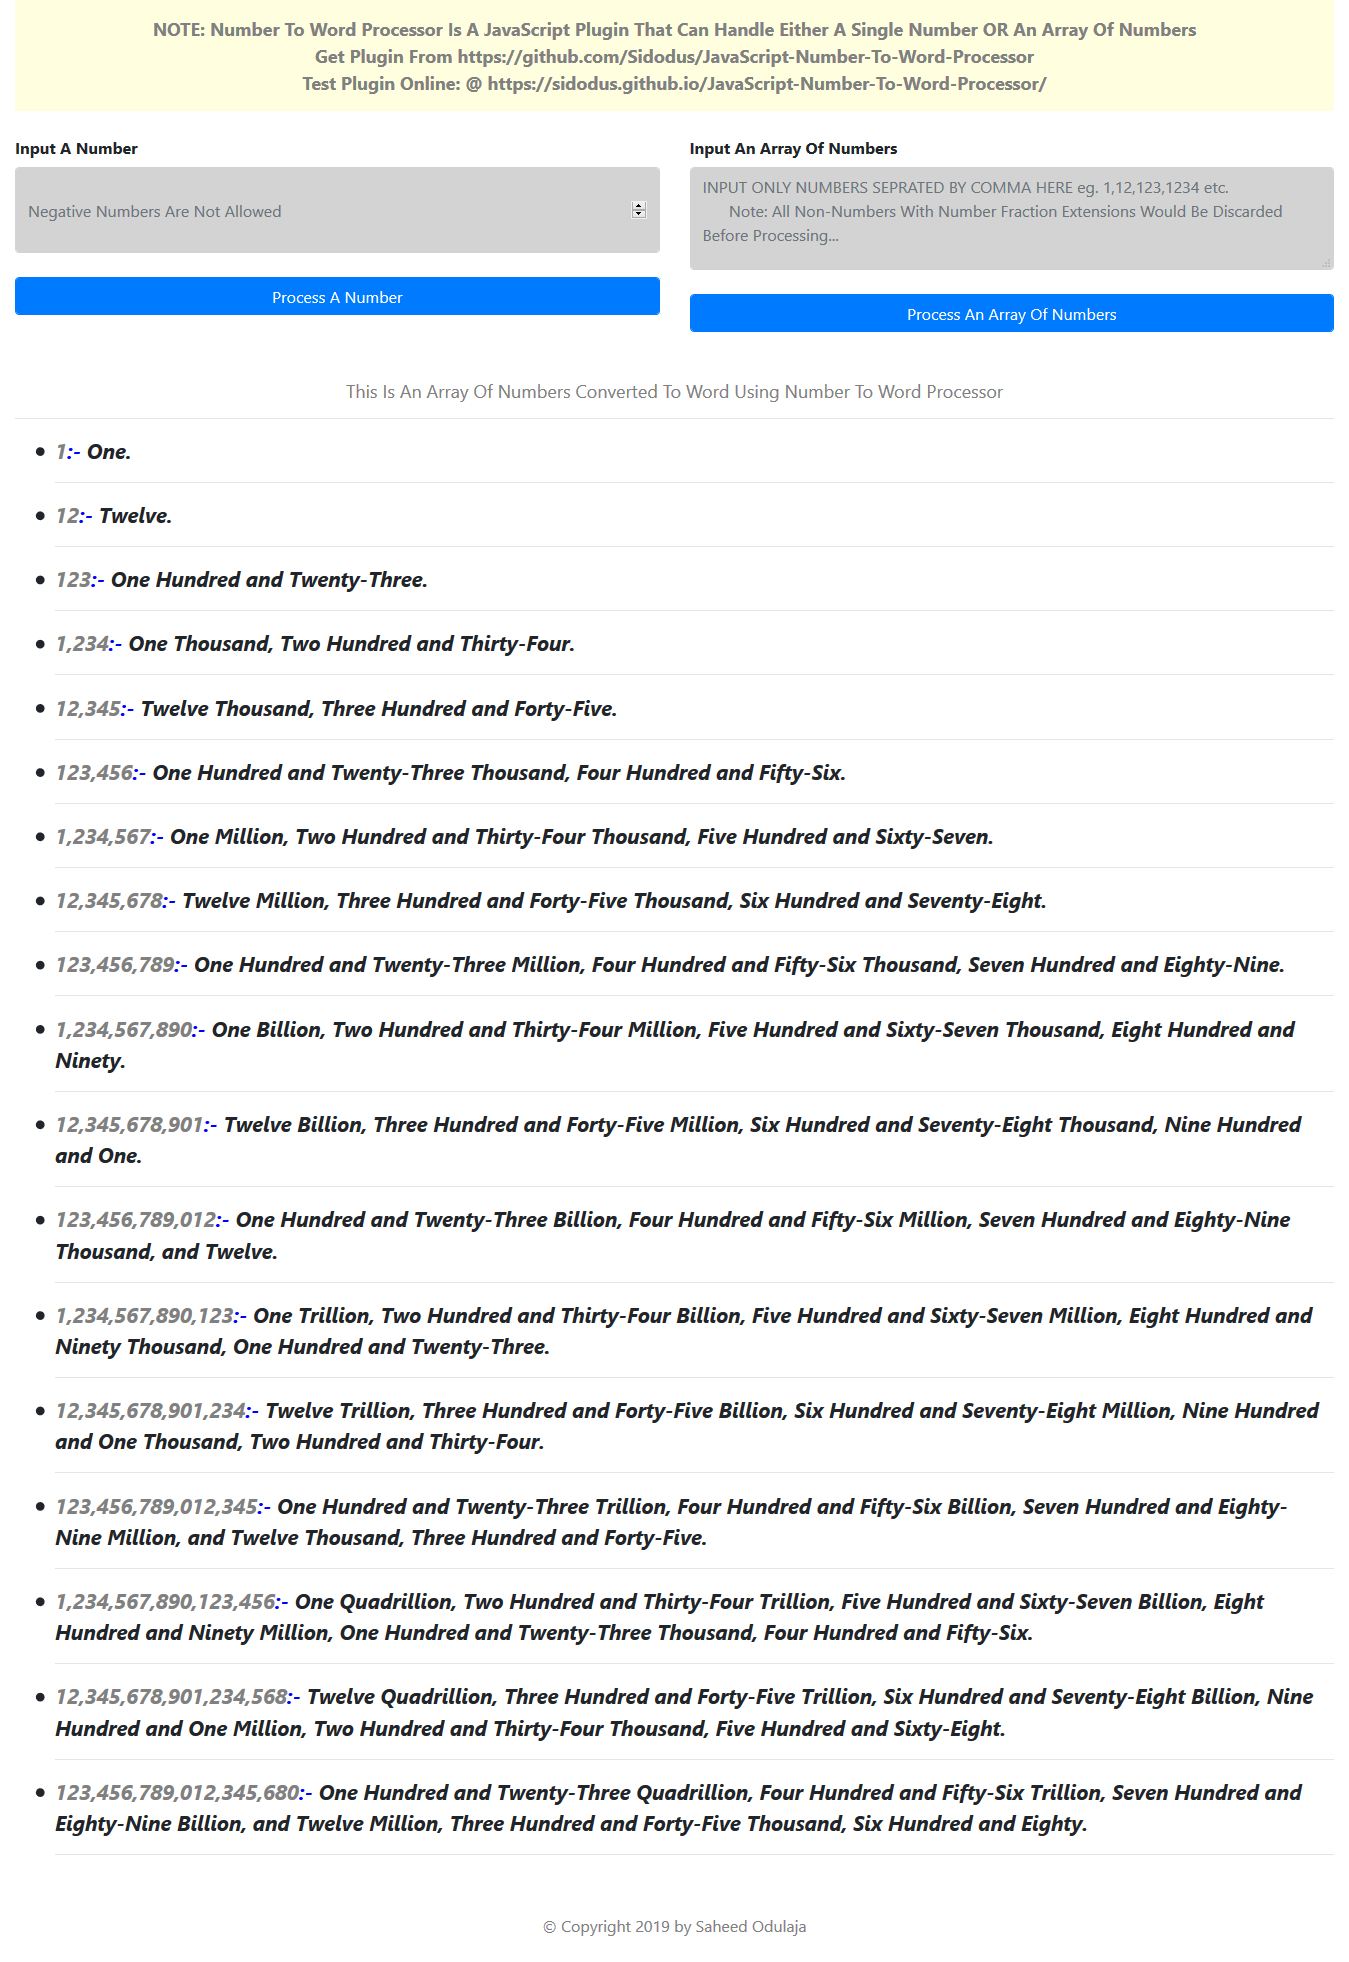 NOTE: Number To Word Processor Is A JavaScript Plugin That Can Handle Either A Single Number OR An Array Of Numbers
Get Plugin From https://github.com/Sidodus/JavaScript-Number-To-Word-Processor
Test Plugin Online: @ https://sidodus.github.io/JavaScript-Number-To-Word-Processor/
Input A Number
Negative Numbers Are Not Allowed
Process A Number
Input An Array Of Numbers
INPUT ONLY NUMBERS SEPRATED BY COMMA HERE eg. 1,12,123,1234 etc.
Note: All Non-Numbers With Number Fraction Extensions Would Be Discarded
Before Processing...
Process An Array Of Numbers
This Is An Array Of Numbers Converted To Word Using Number To Word Processor
1:- One.
12:- Twelve.
123:- One Hundred and Twenty-Three.
1,234:- One Thousand, Two Hundred and Thirty-Four.
12,345:- Twelve Thousand, Three Hundred and Forty-Five.
123,456:- One Hundred and Twenty-Three Thousand, Four Hundred and Fifty-Six.
1,234,567:- One Million, Two Hundred and Thirty-Four Thousand, Five Hundred and Sixty-Seven.
12,345,678:- Twelve Million, Three Hundred and Forty-Five Thousand, Six Hundred and Seventy-Eight.
123,456,789:- One Hundred and Twenty-Three Million, Four Hundred and Fifty-Six Thousand, Seven Hundred and Eighty-Nine.
1,234,567,890:- One Billion, Two Hundred and Thirty-Four Million, Five Hundred and Sixty-Seven Thousand, Eight Hundred and
Ninety.
12,345,678,901:- Twelve Billion, Three Hundred and Forty-Five Million, Six Hundred and Seventy-Eight Thousand, Nine Hundred
and One.
123,456,789,012:- One Hundred and Twenty-Three Billion, Four Hundred and Fifty-Six Million, Seven Hundred and Eighty-Nine
Thousand, and Twelve.
1,234,567,890,123:- One Trillion, Two Hundred and Thirty-Four Billion, Five Hundred and Sixty-Seven Million, Eight Hundred and
Ninety Thousand, One Hundred and Twenty-Three.
12,345,678,901,234:- Twelve Trillion, Three Hundred and Forty-Five Billion, Six Hundred and Seventy-Eight Million, Nine Hundred
and One Thousand, Two Hundred and Thirty-Four.
123,456,789,012,345:- One Hundred and Twenty-Three Trillion, Four Hundred and Fifty-Six Billion, Seven Hundred and Eighty-
Nine Million, and Twelve Thousand, Three Hundred and Forty-Five.
1,234,567,890,123,456:- One Quadrillion, Two Hundred and Thirty-Four Trillion, Five Hundred and Sixty-Seven Billion, Eight
Hundred and Ninety Million, One Hundred and Twenty-Three Thousand, Four Hundred and Fifty-Six.
12,345,678,901,234,568:- Twelve Quadrillion, Three Hundred and Forty-Five Trillion, Six Hundred and Seventy-Eight Billion, Nine
Hundred and One Million, Two Hundred and Thirty-Four Thousand, Five Hundred and Sixty-Eight.
123,456,789,012,345,680:- One Hundred and Twenty-Three Quadrillion, Four Hundred and Fifty-Six Trillion, Seven Hundred and
Eighty-Nine Billion, and Twelve Million, Three Hundred and Forty-Five Thousand, Six Hundred and Eighty.
© Copyright 2019 by Saheed Odulaja